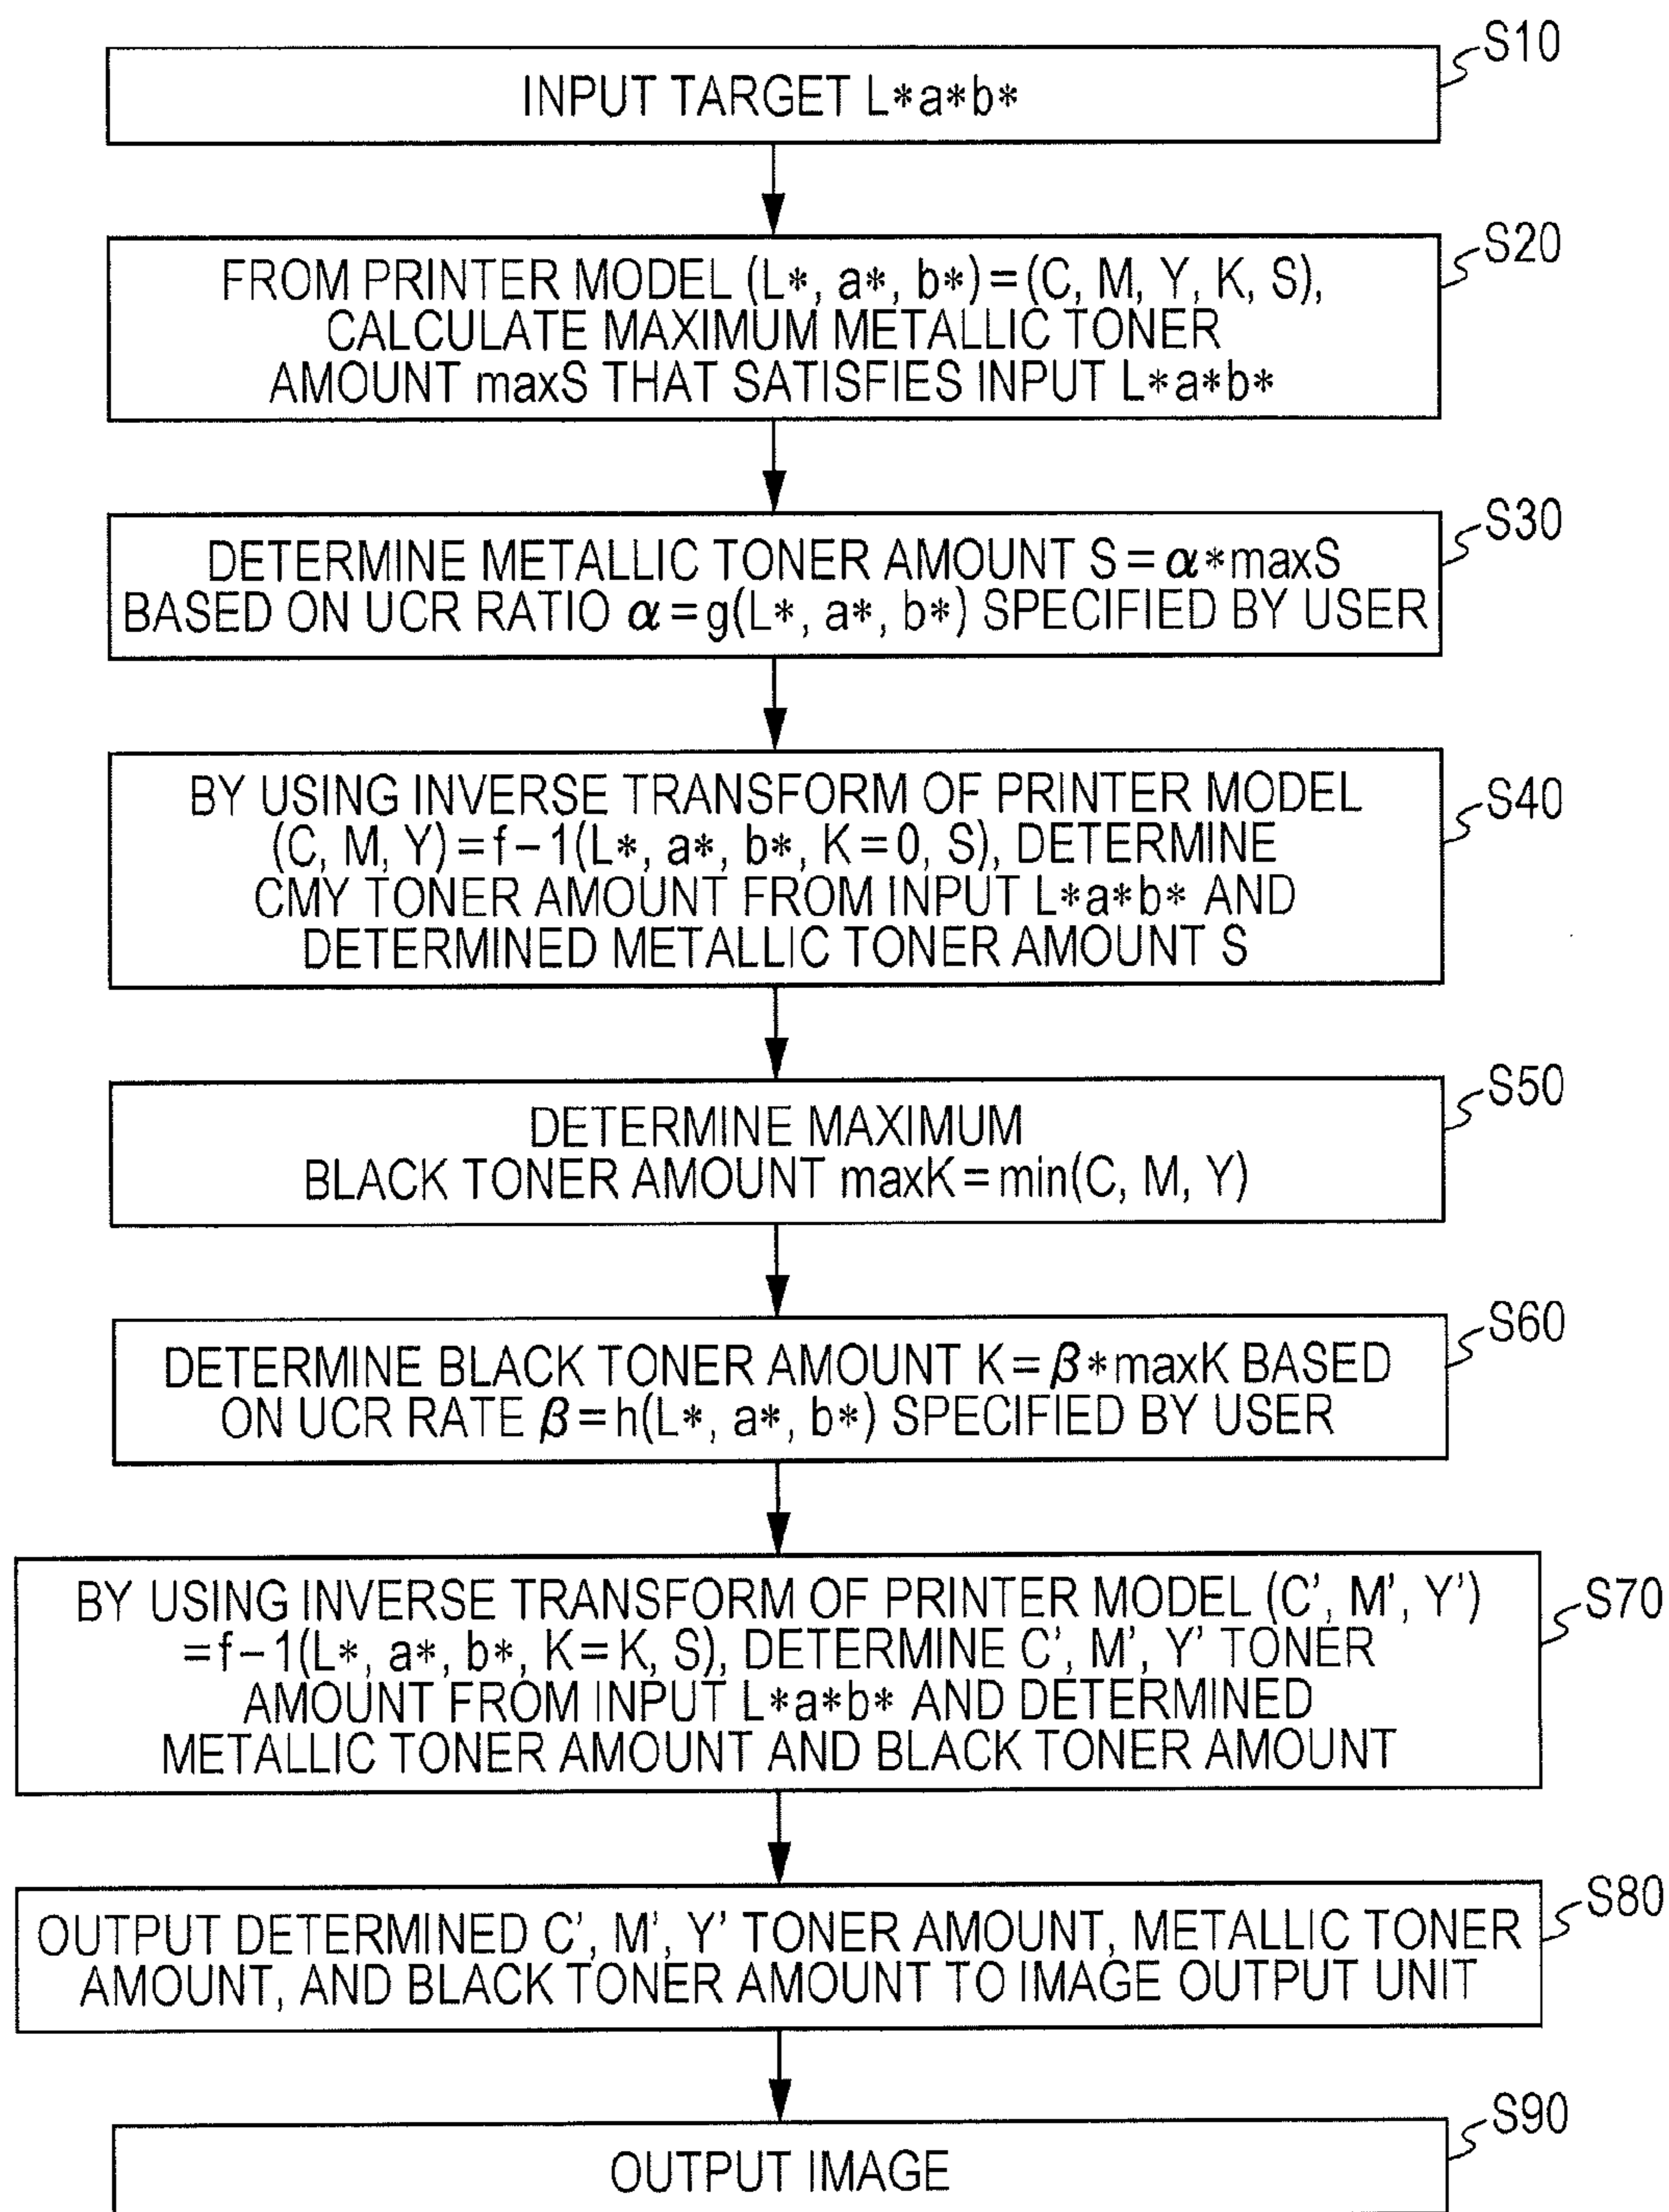 S10
INPUT TARGET L*a*b*
S20
FROM PRINTER MODEL (L*, a*, b*)=(C, M, Y, K, S),
CALCULATE MAXIMUM METALLIC TONER
AMOUNT maxS THAT SATISFIES INPUT L*a*b*
S30
DETERMINE METALLIC TONER AMOUNT S=α*maxS
BASED ON UCR RATIO α=g(L*, a*, b*) SPECIFIED BY USER
S40
BY USING INVERSE TRANSFORM OF PRINTER MODEL
(C, M, Y)=f-1(L*, a*, b*, K=0, S), DETERMINE
CMY TONER AMOUNT FROM INPUT L*a*b* AND
DETERMINED METALLIC TONER AMOUNT S
S50
DETERMINE MAXIMUM
BLACK TONER AMOUNT maxK=min(C, M, Y)
S60
DETERMINE BLACK TONER AMOUNT K=β*maxK BASED
ON UCR RATE β=h(L*, a*, b*) SPECIFIED BY USER
S70
BY USING INVERSE TRANSFORM OF PRINTER MODEL (C', M', Y')
=f-1(L*, a*, b*, K=K, S), DETERMINE C', M', Y' TONER
AMOUNT FROM INPUT L*a*b* AND DETERMINED
METALLIC TONER AMOUNT AND BLACK TONER AMOUNT
S80
OUTPUT DETERMINED C', M', Y' TONER AMOUNT, METALLIC TONER
AMOUNT, AND BLACK TONER AMOUNT TO IMAGE OUTPUT UNIT
S90
OUTPUT IMAGE